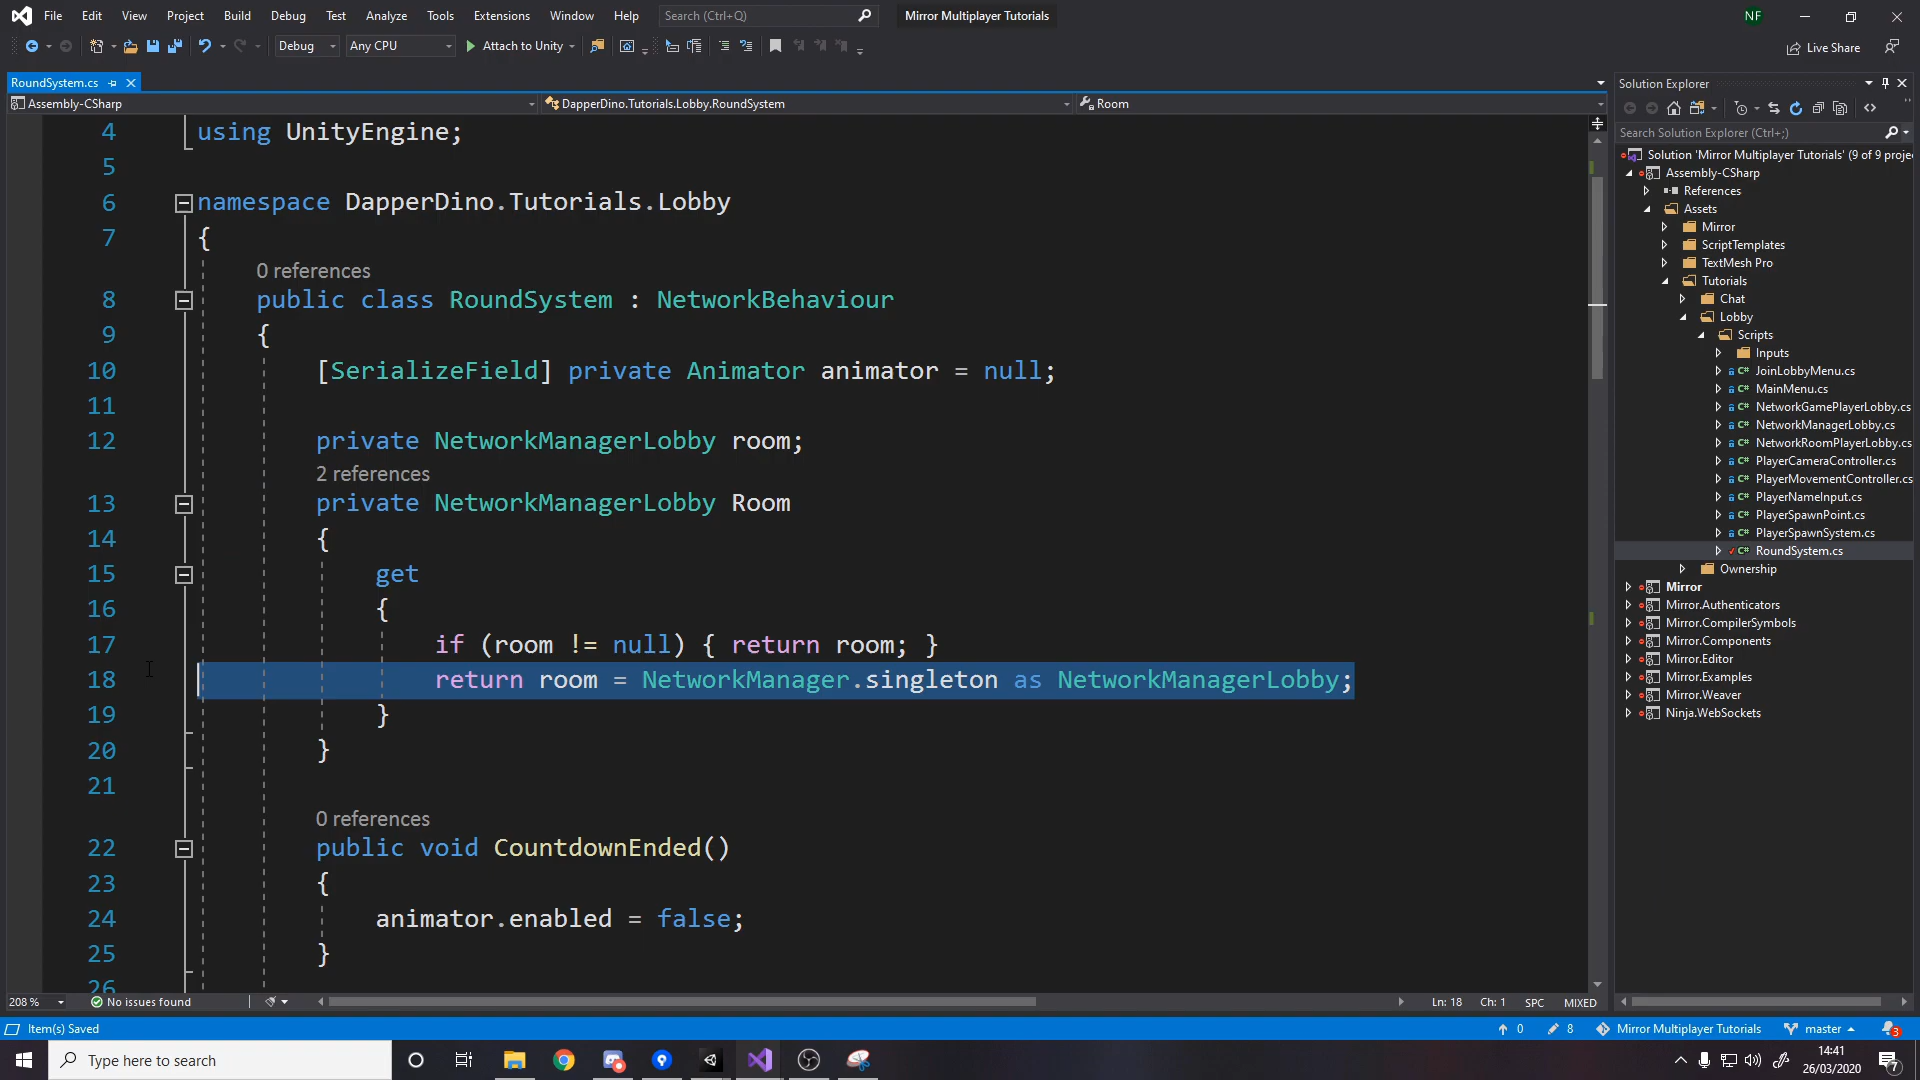 File Edit View Project Build Debug Test Analyze Tools Extensions Window Help Search (Ctrl+Q) Mirror Multiplayer Tutorials NF
Debug Any CPU Attach to Unity Live Share
RoundSystem.cs
Assembly-CSharp DapperDino.Tutorials.Lobby.RoundSystem Room
4 using UnityEngine;
5
6 namespace DapperDino.Tutorials.Lobby
7 {
0 references
8 public class RoundSystem : NetworkBehaviour
9 {
10 [SerializeField] private Animator animator = null;
11
12 private NetworkManagerLobby room;
2 references
13 private NetworkManagerLobby Room
14 {
15 get
16 {
17 if (room != null) { return room; }
18 return room = NetworkManager.singleton as NetworkManagerLobby;
19 }
20 }
21
0 references
22 public void CountdownEnded()
23 {
24 animator.enabled = false;
25 }
26
208 % No issues found Ln: 18 Ch: 1 SPC MIXED
Solution Explorer
Search Solution Explorer (Ctrl+;)
Solution 'Mirror Multiplayer Tutorials' (9 of 9 proje
Assembly-CSharp
References
Assets
Mirror
ScriptTemplates
TextMesh Pro
Tutorials
Chat
Lobby
Scripts
Inputs
C# JoinLobbyMenu.cs
C# MainMenu.cs
C# NetworkGamePlayerLobby.cs
C# NetworkManagerLobby.cs
C# NetworkRoomPlayerLobby.cs
C# PlayerCameraController.cs
C# PlayerMovementController.cs
C# PlayerNameInput.cs
C# PlayerSpawnPoint.cs
C# PlayerSpawnSystem.cs
C# RoundSystem.cs
Ownership
Mirror
Mirror.Authenticators
Mirror.CompilerSymbols
Mirror.Components
Mirror.Editor
Mirror.Examples
Mirror.Weaver
Ninja.WebSockets
Item(s) Saved 0 8 Mirror Multiplayer Tutorials master 3
Type here to search
14:41
26/03/2020
7